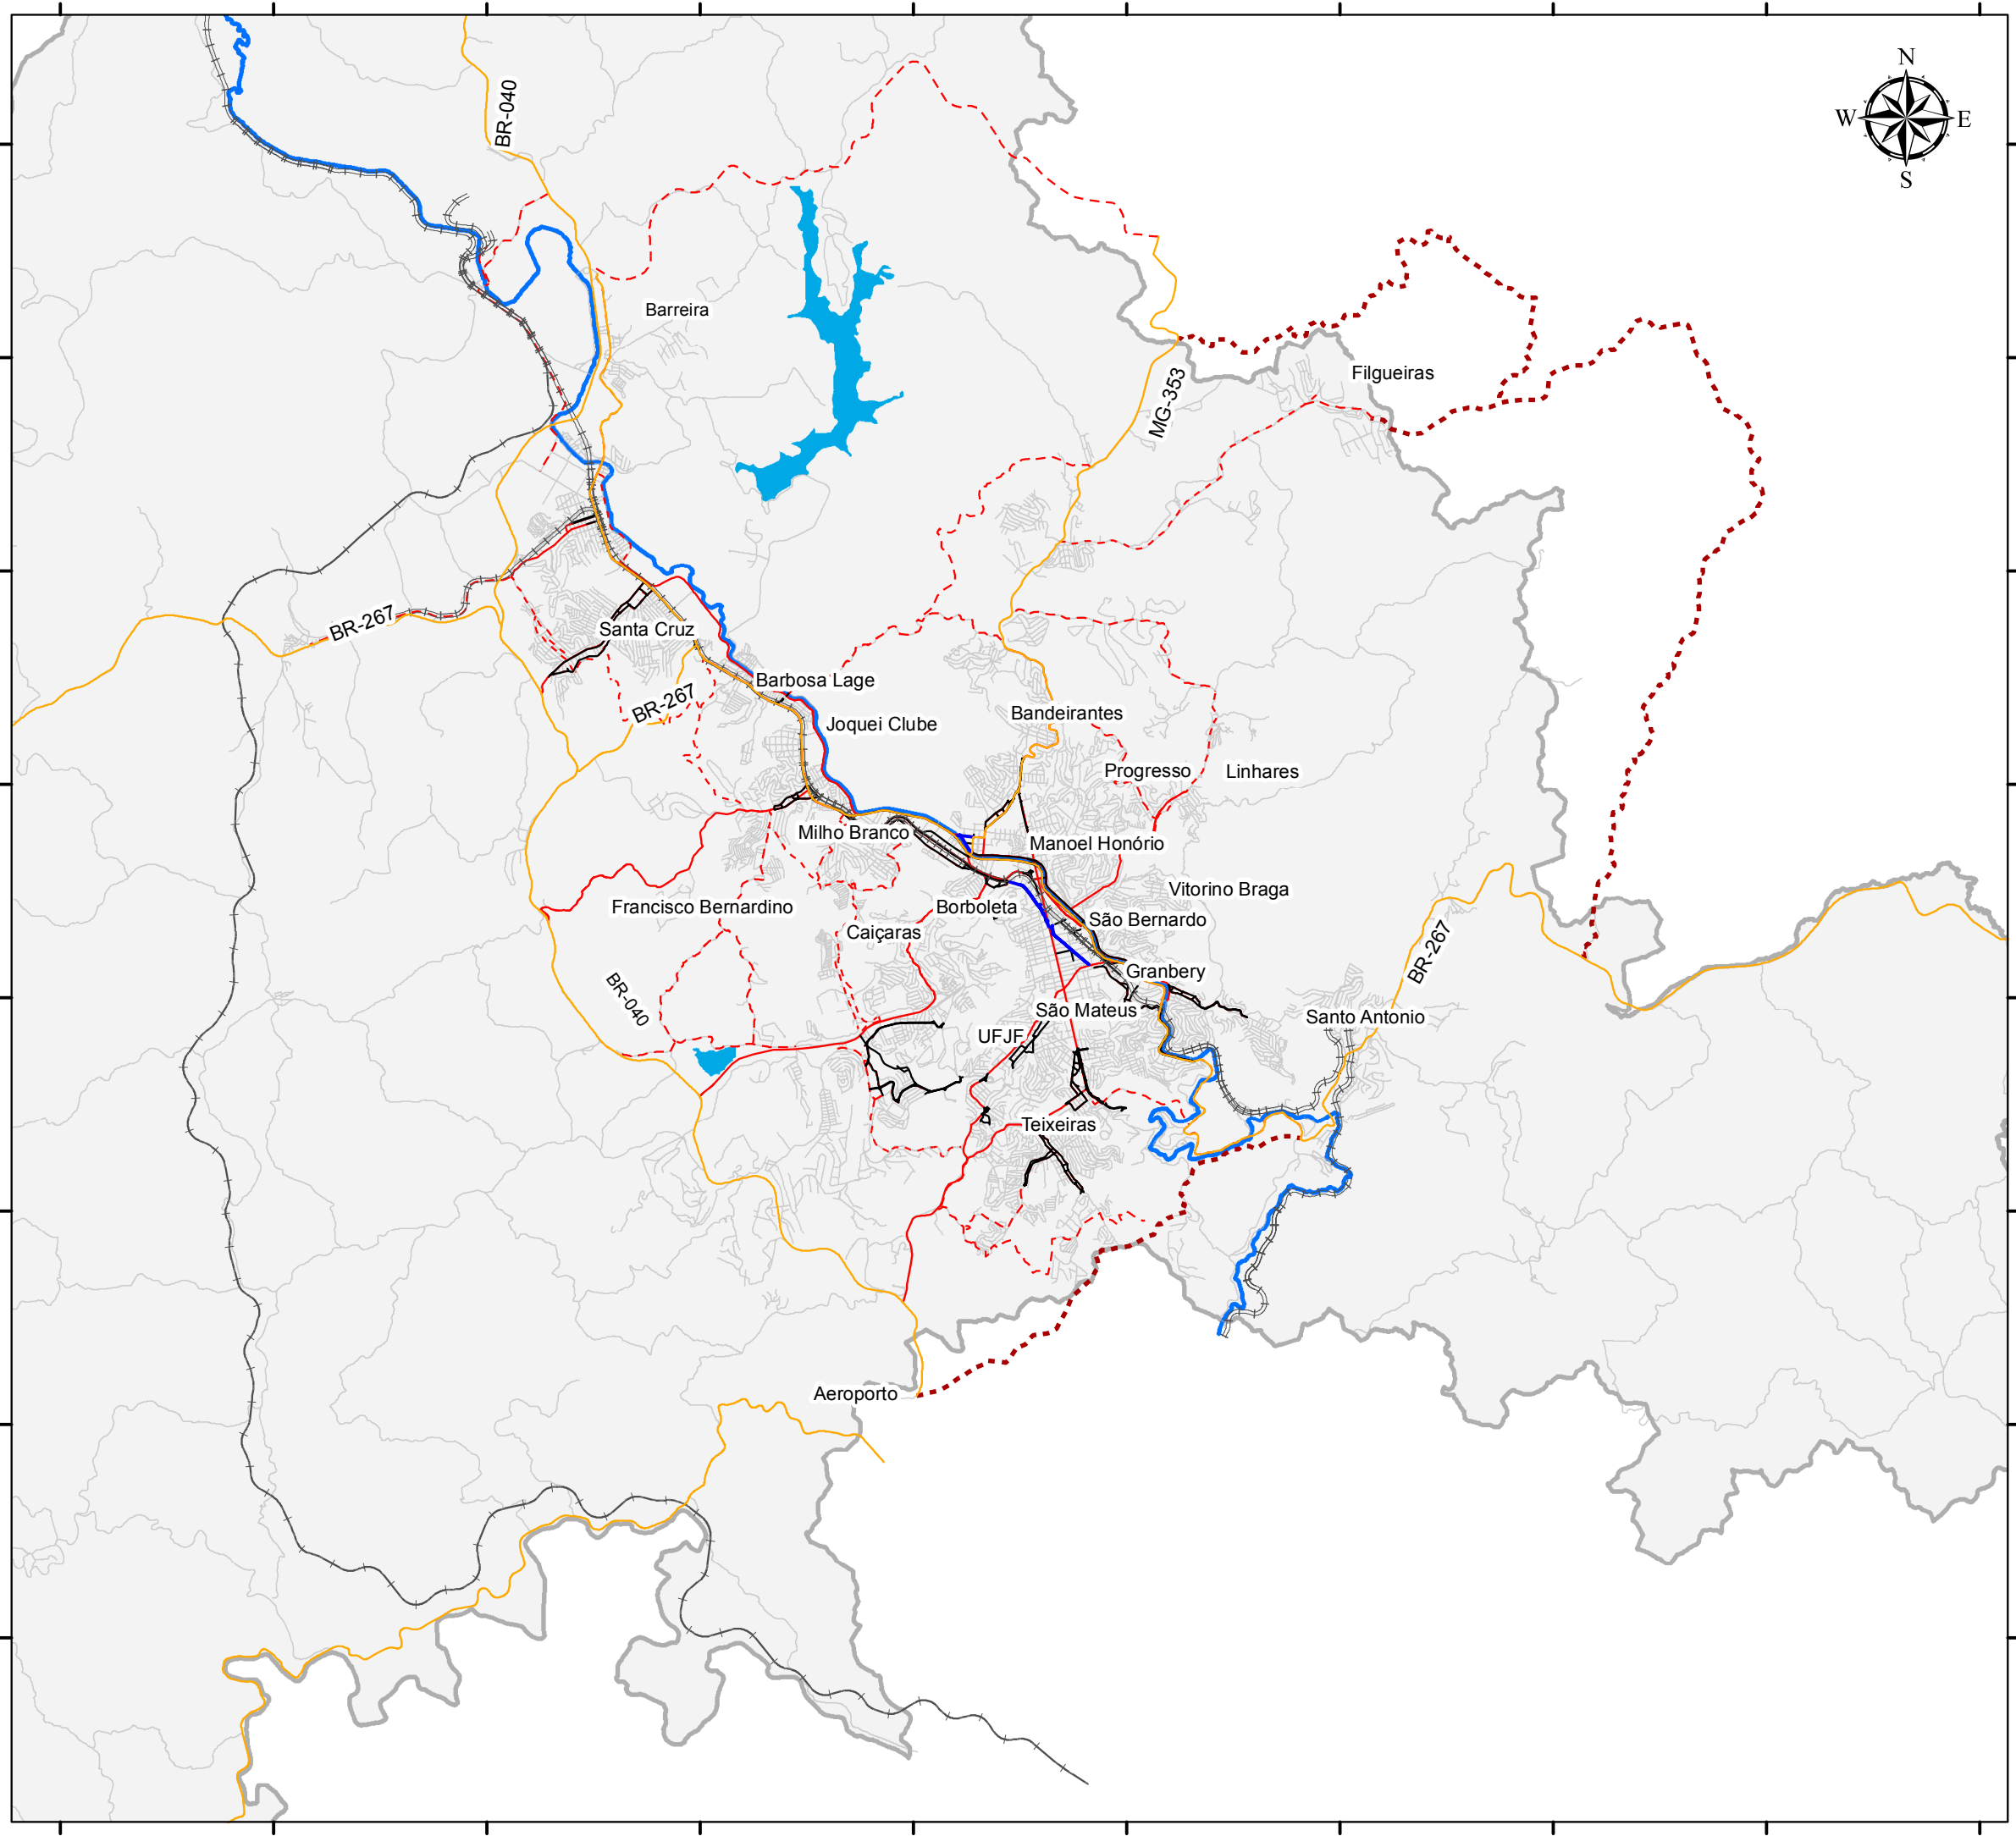 N
W
E
S
BR-040
Barreira
MG-353
Filgueiras
BR-267
Santa Cruz
Barbosa Lage
BR-267
Joquei Clube
Bandeirantes
Progresso
Linhares
Milho Branco
Manoel Honório
Vitorino Braga
Francisco Bernardino
Borboleta
São Bernardo
Caiçaras
BR-267
Granbery
BR-040
São Mateus
Santo Antonio
UFJF
Teixeiras
Aeroporto